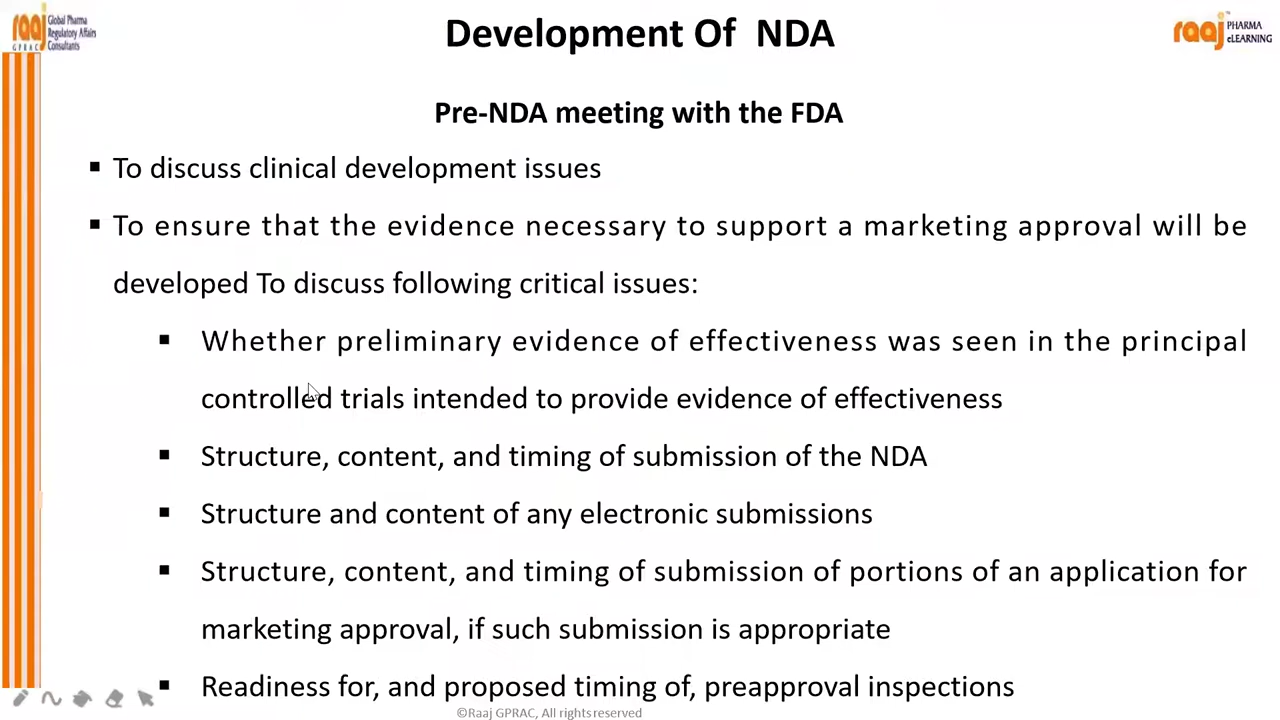 raaj
GPRAC
Global Pharma
Regulatory Affairs
Consultants
Development Of NDA
raaj
PHARMA
eLEARNING
Pre-NDA meeting with the FDA
▪ To discuss clinical development issues
▪ To ensure that the evidence necessary to support a marketing approval will be
developed To discuss following critical issues:
▪ Whether preliminary evidence of effectiveness was seen in the principal
controlled trials intended to provide evidence of effectiveness
▪ Structure, content, and timing of submission of the NDA
▪ Structure and content of any electronic submissions
▪ Structure, content, and timing of submission of portions of an application for
marketing approval, if such submission is appropriate
▪ Readiness for, and proposed timing of, preapproval inspections
©Raaj GPRAC, All rights reserved